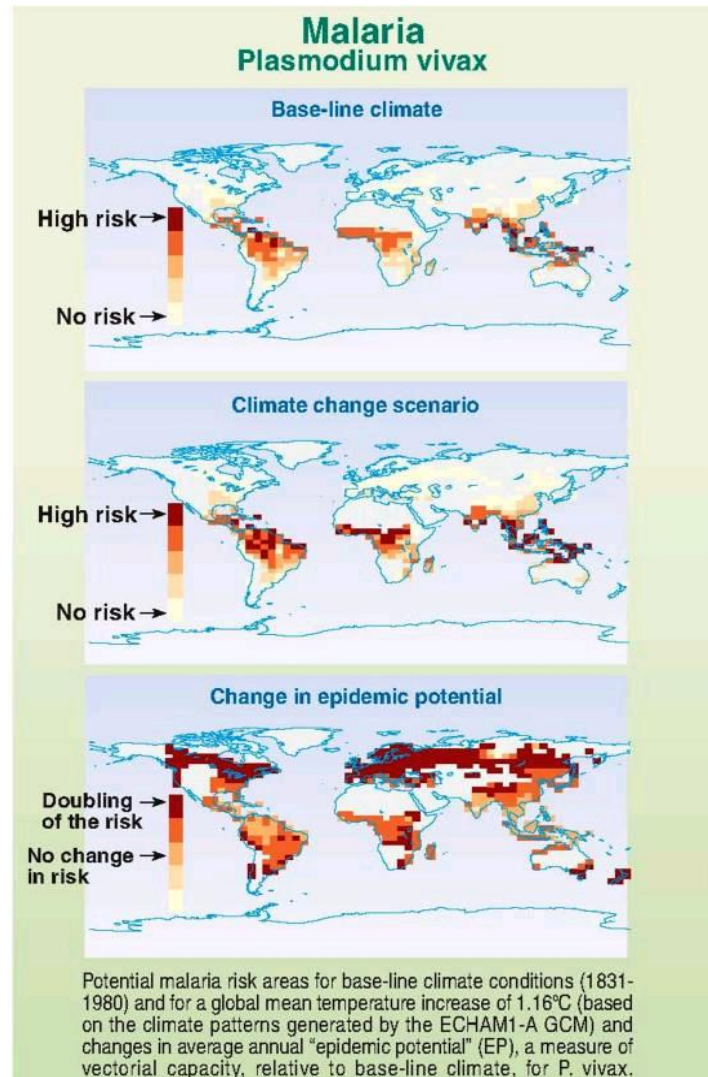 Malaria
Plasmodium vivax
Base-line climate
High risk
No risk
Climate change scenario
High risk
No risk
Change in epidemic potential
Doubling
of the risk
No change
in risk
Potential malaria risk areas for base-line climate conditions (1831-
1980) and for a global mean temperature increase of 1.16ºC (based
on the climate patterns generated by the ECHAM1-A GCM) and
changes in average annual “epidemic potential” (EP), a measure of
vectorial capacity, relative to base-line climate, for P. vivax.